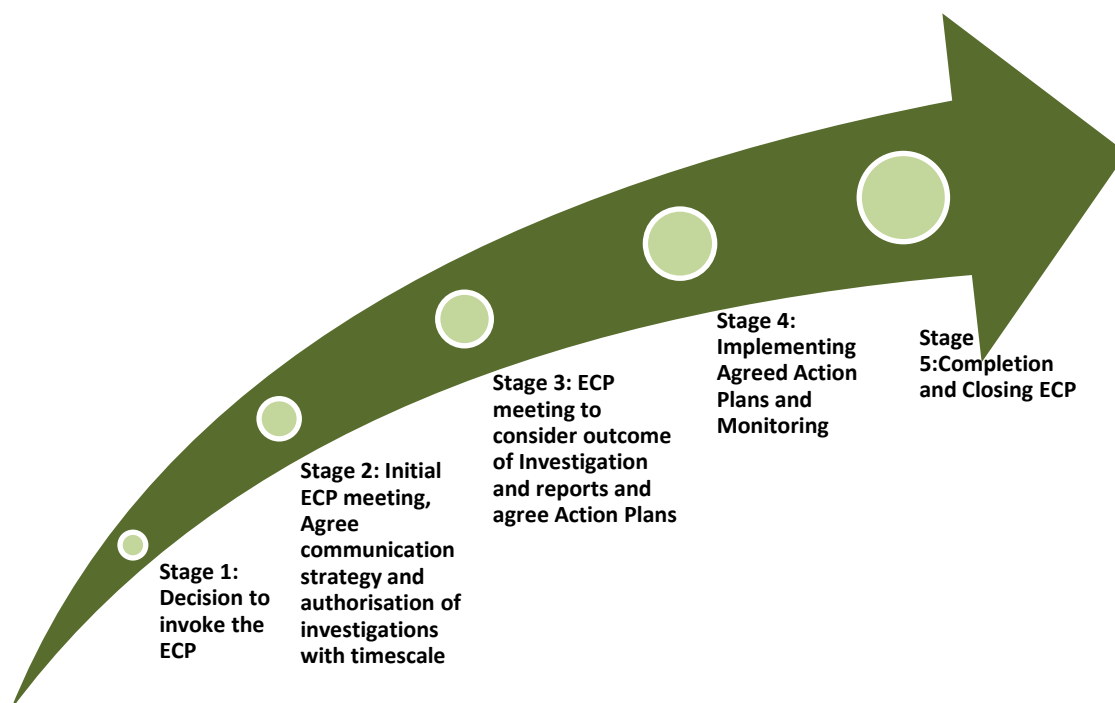 Stage 1:
Decision to
invoke the
ECP
Stage 2: Initial
ECP meeting,
Agree
communication
strategy and
authorisation of
investigations
with timescale
Stage 3: ECP
meeting to
consider outcome
of Investigation
and reports and
agree Action Plans
Stage 4:
Implementing
Agreed Action
Plans and
Monitoring
Stage
5:Completion
and Closing ECP